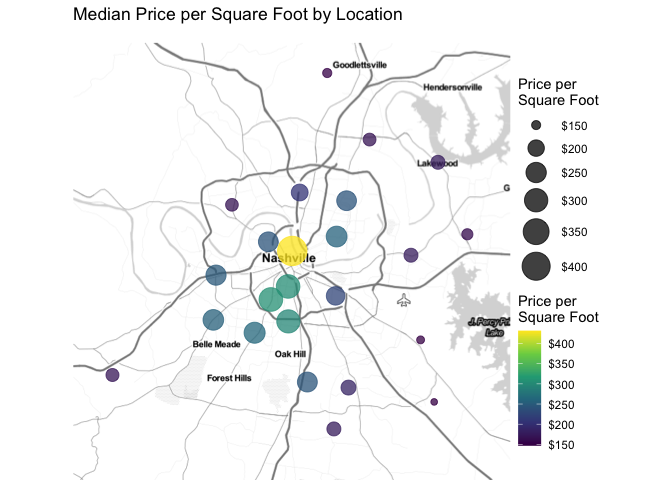 Median Price per Square Foot by Location
Goodlettsville
Hendersonville
Lakewood
G
Nashville
Belle Meade
Oak Hill
Forest Hills
J. Percy Pri
Lake
Price per
Square Foot
$150
$200
$250
$300
$350
$400
Price per
Square Foot
$400
$350
$300
$250
$200
$150